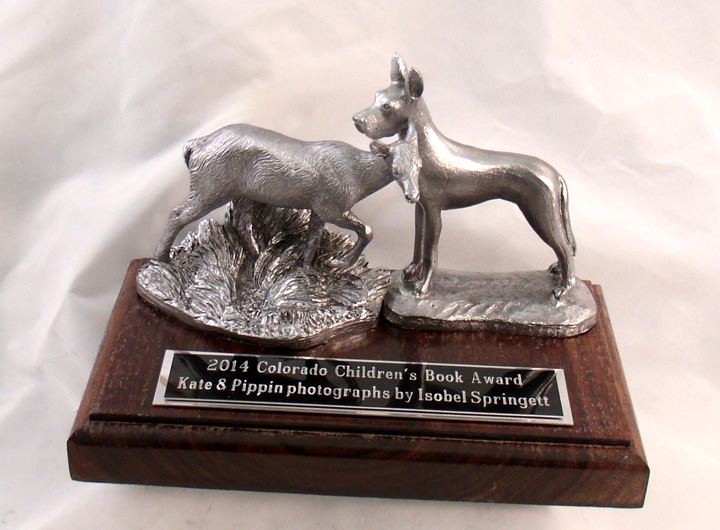 2014 Colorado Children's Book Award
Kate & Pippin photographs by Isobel Springett